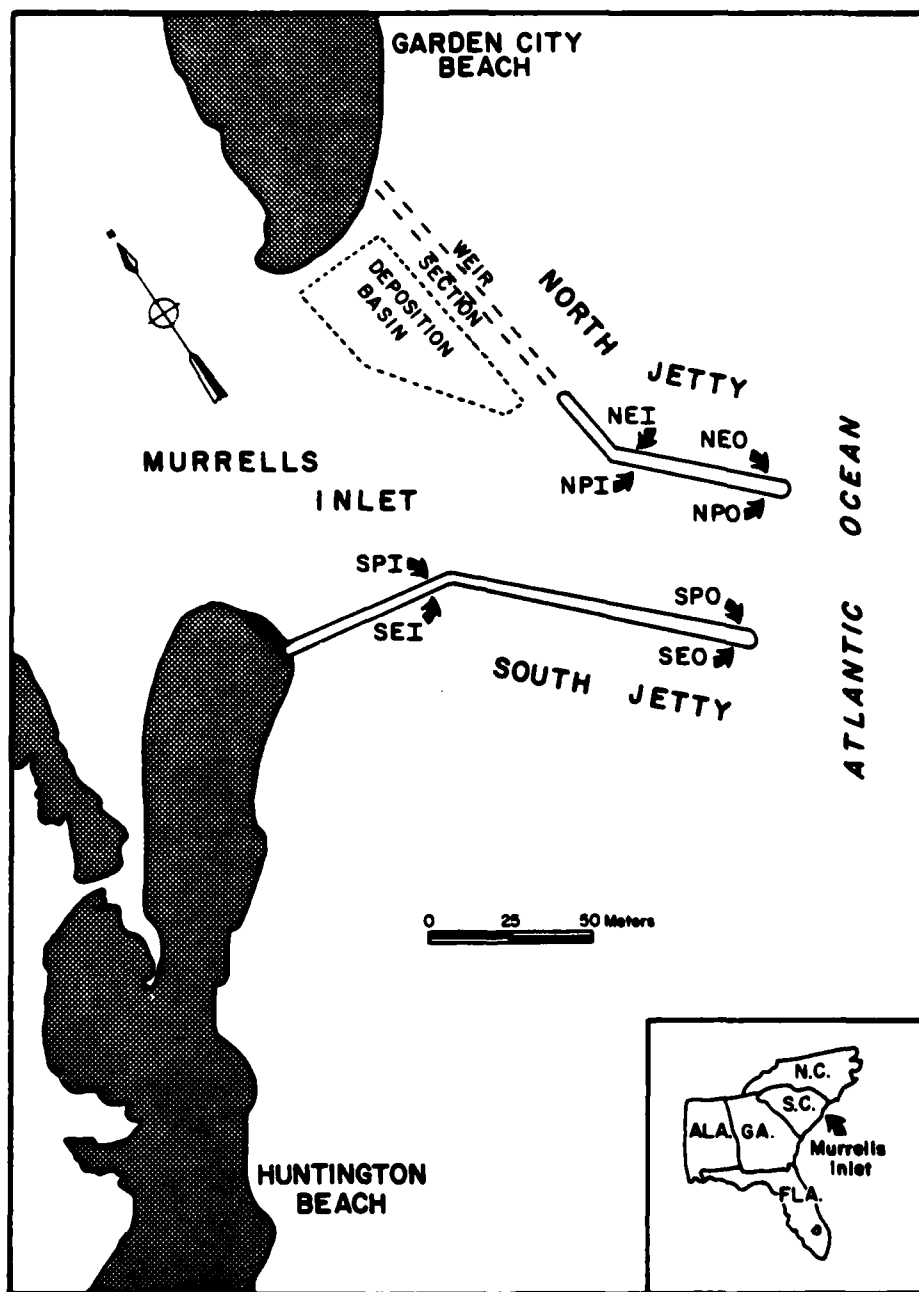 GARDEN CITY
BEACH
WEIR
SECTION
DEPOSITION
BASIN
NORTH
JETTY
NEI
NEO
NPI
NPO
MURRELLS
INLET
ATLANTIC OCEAN
SPI
SPO
SEI
SEO
SOUTH JETTY
0 25 50 Meters
HUNTINGTON
BEACH
N.C.
S.C.
ALA.
GA.
Murrells
Inlet
FLA.